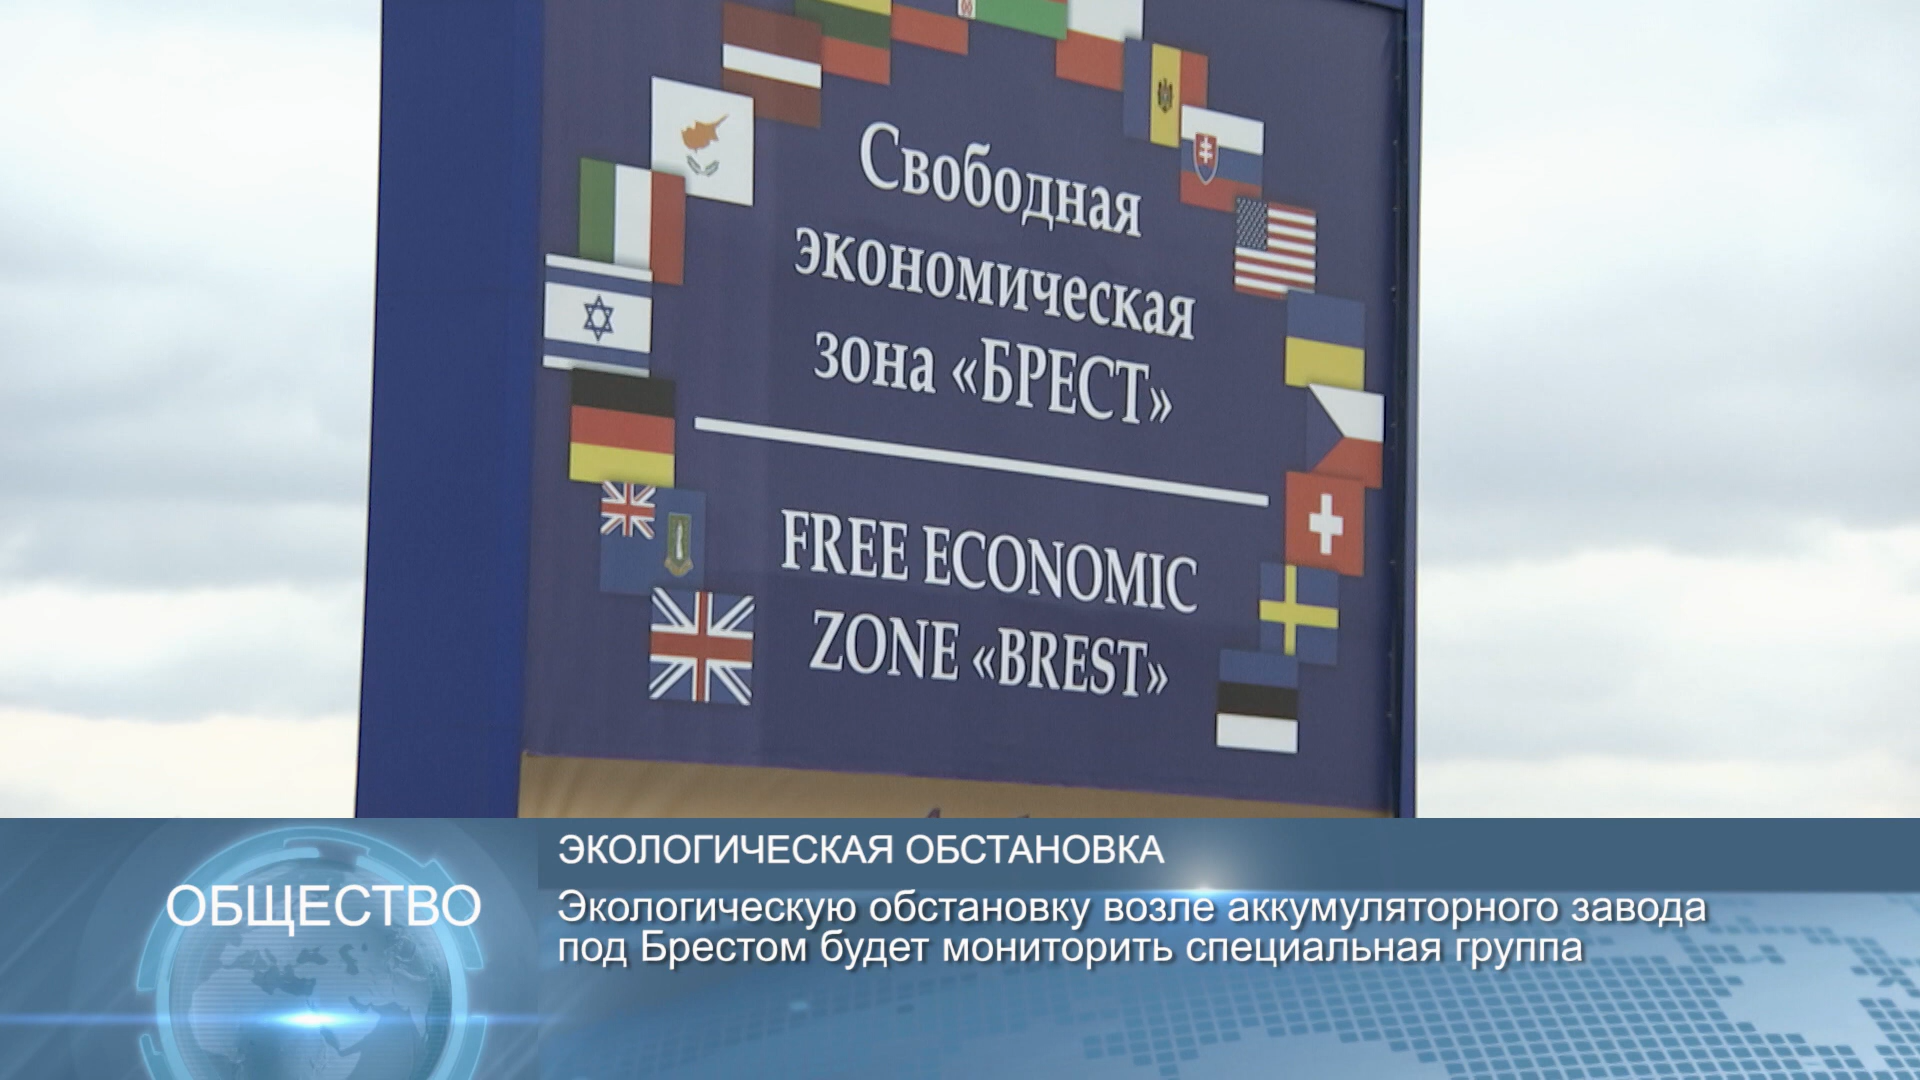 Свободная
экономическая
зона «БРЕСТ»
FREE ECONOMIC
ZONE «BREST»
ОБЩЕСТВО
ЭКОЛОГИЧЕСКАЯ ОБСТАНОВКА
Экологическую обстановку возле аккумуляторного завода
под Брестом будет мониторить специальная группа